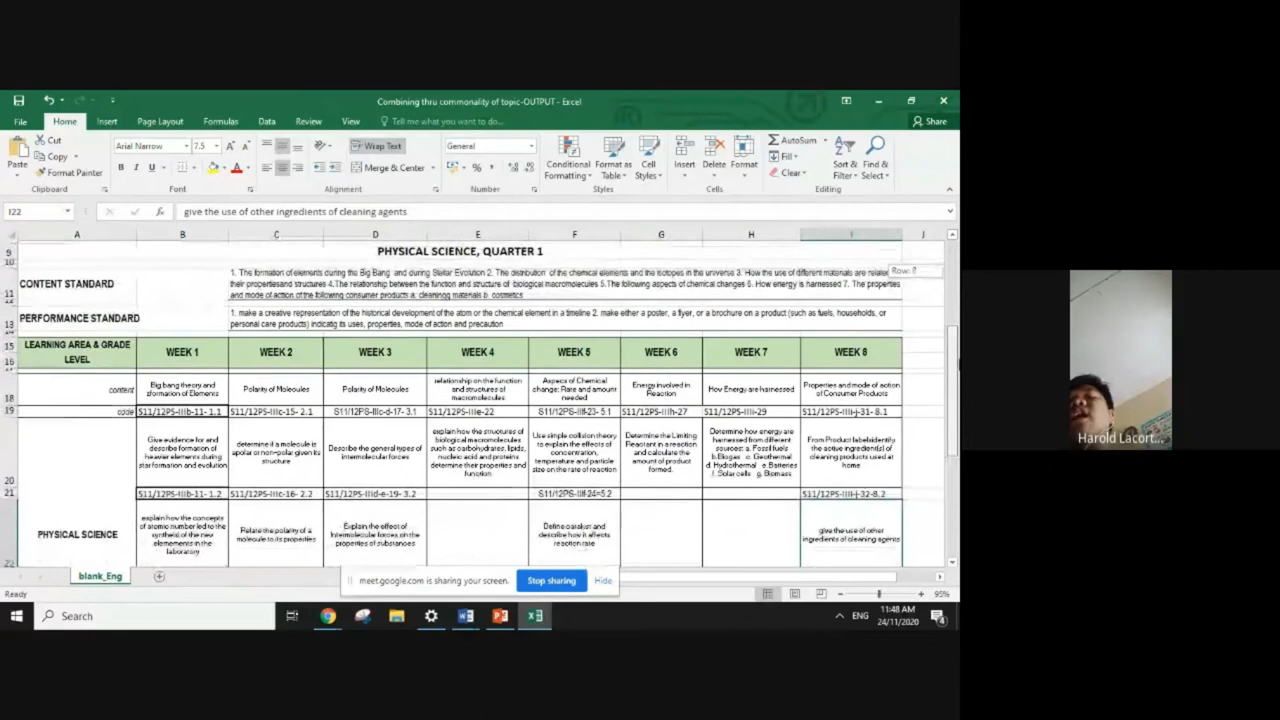 Combining thru commonality of topic-OUTPUT - Excel
File Home Insert Page Layout Formulas Data Review View Tell me what you want to do... Share
Paste Cut Copy Format Painter Clipboard
Arial Narrow 7.5 B I U A Font
Wrap Text Merge & Center Alignment
General % Number
Conditional Formatting Format as Table Cell Styles Styles
Insert Delete Format Cells
AutoSum Fill Clear Sort & Filter Find & Select Editing
I22 fx give the use of other ingredients of cleaning agents
A B C D E F G H I J
9 PHYSICAL SCIENCE, QUARTER 1
10
11 CONTENT STANDARD
1. The formation of elements during the Big Bang and during Stellar Evolution 2. The distribution of the chemical elements and the isotopes in the universe 3. How the use of different materials are related
their propertiesand structures 4.The relationship between the function and structure of biological macromolecules 5.The following aspects of chemical changes 6. How energy is harnessed 7. The properties
and mode of action of the following consumer products a. cleaning materials b. cosmetics
13 PERFORMANCE STANDARD
1. make a creative representation of the historical development of the atom or the chemical element in a timeline 2. make either a poster, a flyer, or a brochure on a product (such as fuels, households, or
personal care products) indicatig its uses, properties, mode of action and precaution
15 16 LEARNING AREA & GRADE LEVEL WEEK 1 WEEK 2 WEEK 3 WEEK 4 WEEK 5 WEEK 6 WEEK 7 WEEK 8
18 content
Big bang theory and formation of Elements
Polarity of Molecules
Polarity of Molecules
relationship on the function and structures of macromolecules
Aspecs of Chemical change: Rate and amount needed
Energy involved in Reaction
How Energy are harnessed
Properties and mode of action of Consumer Products
19 code S11/12PS-IIIb-11- 1.1 S11/12PS-IIIc-15- 2.1 S11/12PS-IIIc-d-17- 3.1 S11/12PS-IIIe-22 S11/12PS-IIIf-23- 5.1 S11/12PS-IIIh-27 S11/12PS-IIIi-29 S11/12PS-IIIi-j-31- 8.1
20
Give evidence for and describe formation of heavier elements during star formation and evolution
determine if a molecule is apolar or non-polar given its structure
Describe the general types of intermolecular forces
explain how the structures of biological macromolecules such as carbohydrates, lipids, nucleic acid and proteins determine their properties and function
Use simple collision theory to explain the effects of concentration, temperature and particle size on the rate of reaction
Determine the Limiting Reactant in a reaction and calculate the amount of product formed.
Determine how energy are harnessed from different sources: a. Fossil fuels b.Biogas c. Geothermal d. Hydrothermal e.Batteries f. Solar cells g. Biomass
From Product labelsidentify the active ingredient(s) of cleaning products used at home
21 S11/12PS-IIIb-11- 1.2 S11/12PS-IIIc-16- 2.2 S11/12PS-IIId-e-19- 3.2 S11/12PS-IIIf-24=5.2 S11/12PS-IIIi-j-32-8.2
PHYSICAL SCIENCE
explain how the concepts of atomic number led to the synthesis of the new elemements in the laboratory
Relate the polarity of a molecule to its properties
Explain the effect of Intermolecular forces on the properties of substances
Define catalyst and describe how it affects reaction rate
give the use of other ingredients of cleaning agents
blank_Eng
meet.google.com is sharing your screen. Stop sharing Hide
Ready 95%
Search ENG 11:48 AM
24/11/2020
Harold Lacort...